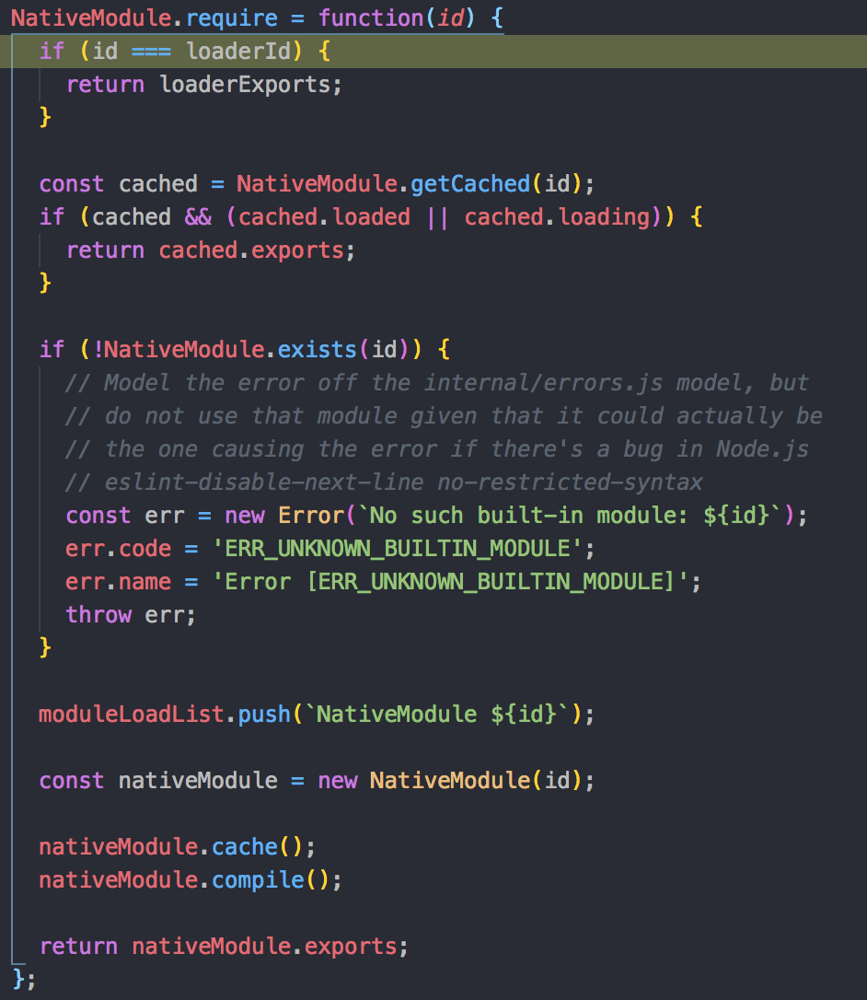 NativeModule.require = function(id) {
  if (id === loaderId) {
    return loaderExports;
  }

  const cached = NativeModule.getCached(id);
  if (cached && (cached.loaded || cached.loading)) {
    return cached.exports;
  }

  if (!NativeModule.exists(id)) {
    // Model the error off the internal/errors.js model, but
    // do not use that module given that it could actually be
    // the one causing the error if there's a bug in Node.js
    // eslint-disable-next-line no-restricted-syntax
    const err = new Error(`No such built-in module: ${id}`);
    err.code = 'ERR_UNKNOWN_BUILTIN_MODULE';
    err.name = 'Error [ERR_UNKNOWN_BUILTIN_MODULE]';
    throw err;
  }

  moduleLoadList.push(`NativeModule ${id}`);

  const nativeModule = new NativeModule(id);

  nativeModule.cache();
  nativeModule.compile();

  return nativeModule.exports;
};